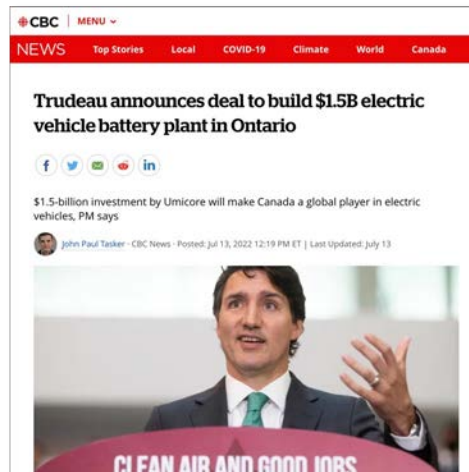 CBC MENU
NEWS Top Stories Local COVID-19 Climate World Canada
Trudeau announces deal to build $1.5B electric
vehicle battery plant in Ontario
$1.5-billion investment by Umicore will make Canada a global player in electric
vehicles, PM says
John Paul Tasker · CBC News · Posted: Jul 13, 2022 12:19 PM ET | Last Updated: July 13
CLEAN AIR AND GOOD JOBS